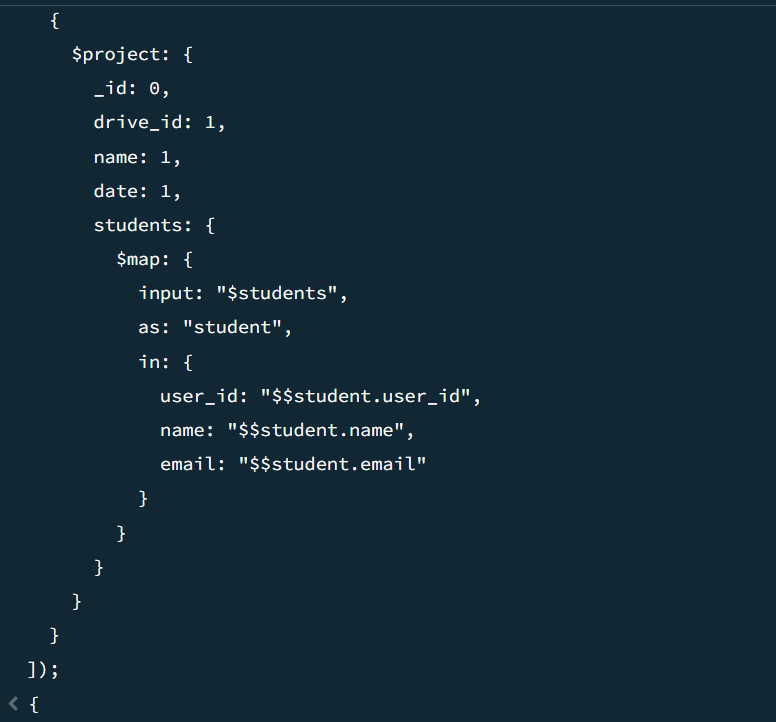 {
$project: {
_id: 0,
drive_id: 1,
name: 1,
date: 1,
students: {
$map: {
input: "$students",
as: "student",
in: {
user_id: "$$student.user_id",
name: "$$student.name",
email: "$$student.email"
}
}
}
}
}
]);
< {